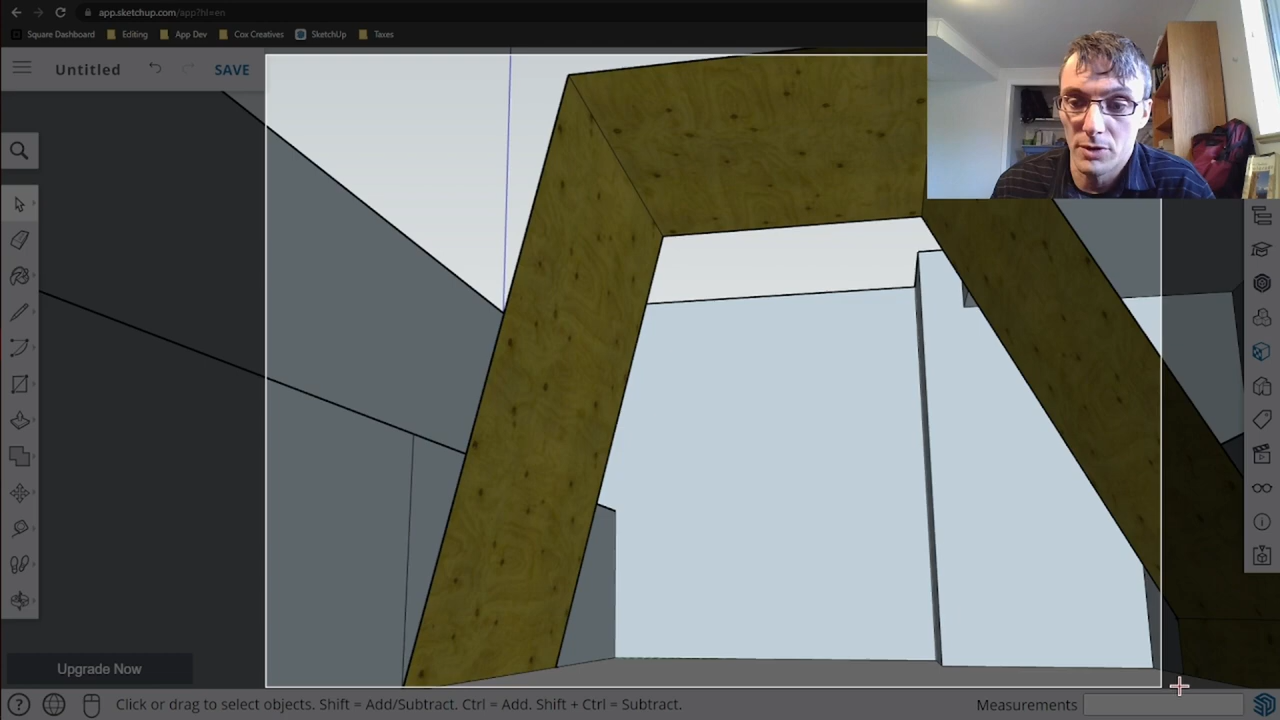 app.sketchup.com/app?hl=en
Square Dashboard Editing App Dev Cox Creatives SketchUp Taxes
Untitled SAVE
Upgrade Now
Click or drag to select objects. Shift = Add/Subtract. Ctrl = Add. Shift + Ctrl = Subtract. Measurements